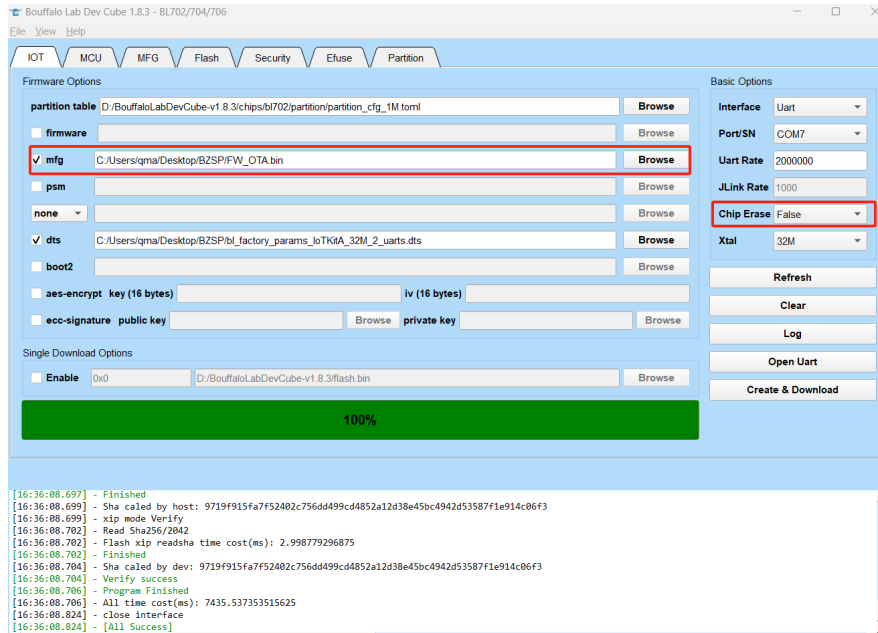 Bouffalo Lab Dev Cube 1.8.3 - BL702/704/706
File View Help
IOT MCU MFG Flash Security Efuse Partition
Firmware Options
partition table D:/BouffaloLabDevCube-v1.8.3/chips/bl702/partition/partition_cfg_1M.toml Browse
firmware Browse
mfg C:/Users/qma/Desktop/BZSP/FW_OTA.bin Browse
psm Browse
none Browse
dts C:/Users/qma/Desktop/BZSP/bl_factory_params_IoTKitA_32M_2_uarts.dts Browse
boot2 Browse
aes-encrypt key (16 bytes) iv (16 bytes)
ecc-signature public key Browse private key Browse
Single Download Options
Enable 0x0 D:/BouffaloLabDevCube-v1.8.3/flash.bin Browse
100%
Basic Options
Interface Uart
Port/SN COM7
Uart Rate 2000000
JLink Rate 1000
Chip Erase False
Xtal 32M
Refresh
Clear
Log
Open Uart
Create & Download
[16:36:08.697] - Finished
[16:36:08.699] - Sha caled by host: 9719f915fa7f52402c756dd499cd4852a12d38e45bc4942d53587f1e914c06f3
[16:36:08.699] - xip mode Verify
[16:36:08.702] - Read Sha256/2042
[16:36:08.702] - Flash xip readsha time cost(ms): 2.998779296875
[16:36:08.702] - Finished
[16:36:08.704] - Sha caled by dev: 9719f915fa7f52402c756dd499cd4852a12d38e45bc4942d53587f1e914c06f3
[16:36:08.704] - Verify success
[16:36:08.706] - Program Finished
[16:36:08.706] - All time cost(ms): 7435.537353515625
[16:36:08.824] - close interface
[16:36:08.824] - [All Success]